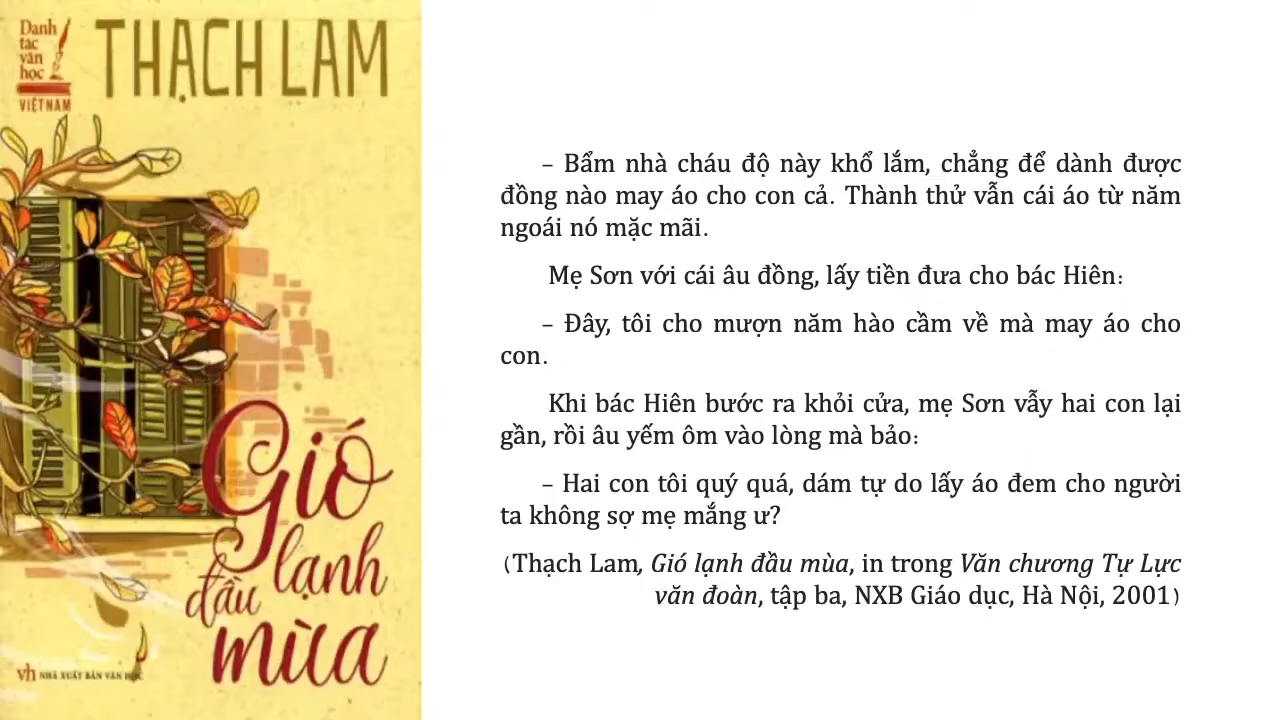 Danh
tác
văn
học
VIỆT NAM
THẠCH LAM
Gió
lạnh
đầu
mùa
vh NHÀ XUẤT BẢN VĂN HỌC
– Bẩm nhà cháu độ này khổ lắm, chẳng để dành được
đồng nào may áo cho con cả. Thành thử vẫn cái áo từ năm
ngoái nó mặc mãi.
Mẹ Sơn với cái âu đồng, lấy tiền đưa cho bác Hiên:
– Đây, tôi cho mượn năm hào cầm về mà may áo cho
con.
Khi bác Hiên bước ra khỏi cửa, mẹ Sơn vẫy hai con lại
gần, rồi âu yếm ôm vào lòng mà bảo:
– Hai con tôi quý quá, dám tự do lấy áo đem cho người
ta không sợ mẹ mắng ư?
(Thạch Lam, Gió lạnh đầu mùa, in trong Văn chương Tự Lực
văn đoàn, tập ba, NXB Giáo dục, Hà Nội, 2001)